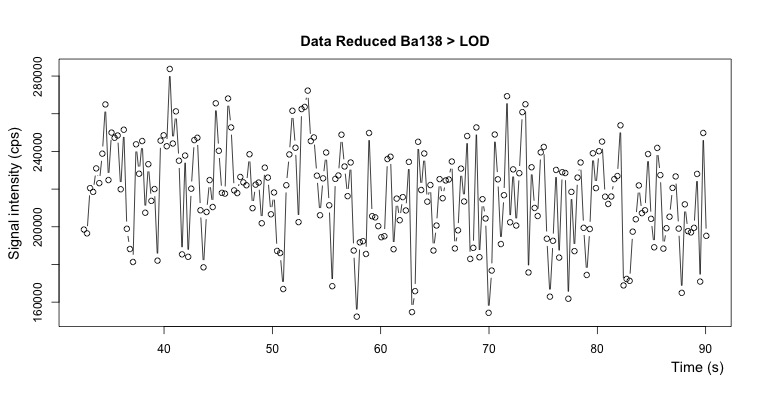 Data Reduced Ba138 > LOD
Signal intensity (cps)
280000
240000
200000
160000
40 50 60 70 80 90
Time (s)